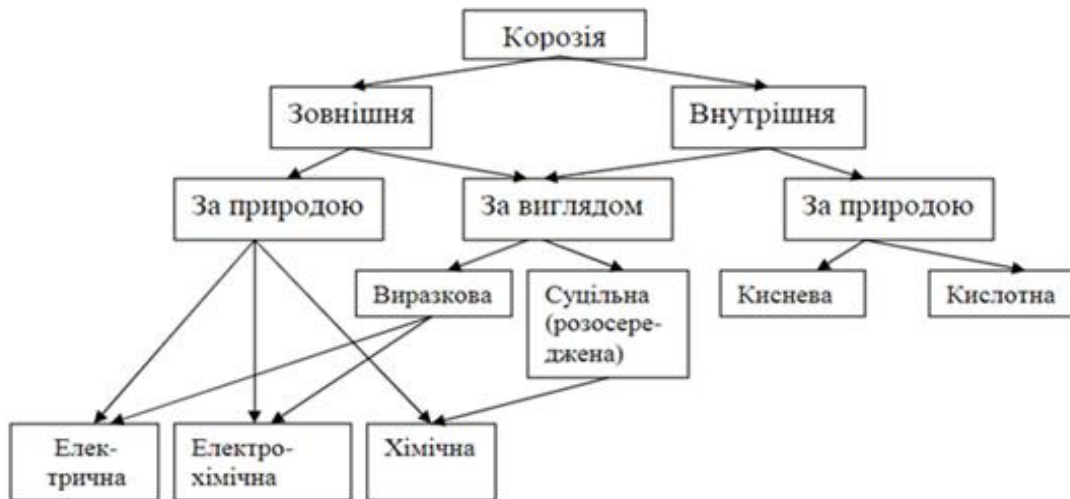 Корозія
Зовнішня
Внутрішня
За природою
За виглядом
За природою
Виразкова
Суцільна
(розосере-
джена)
Киснева
Кислотна
Елек-
трична
Електро-
хімічна
Хімічна